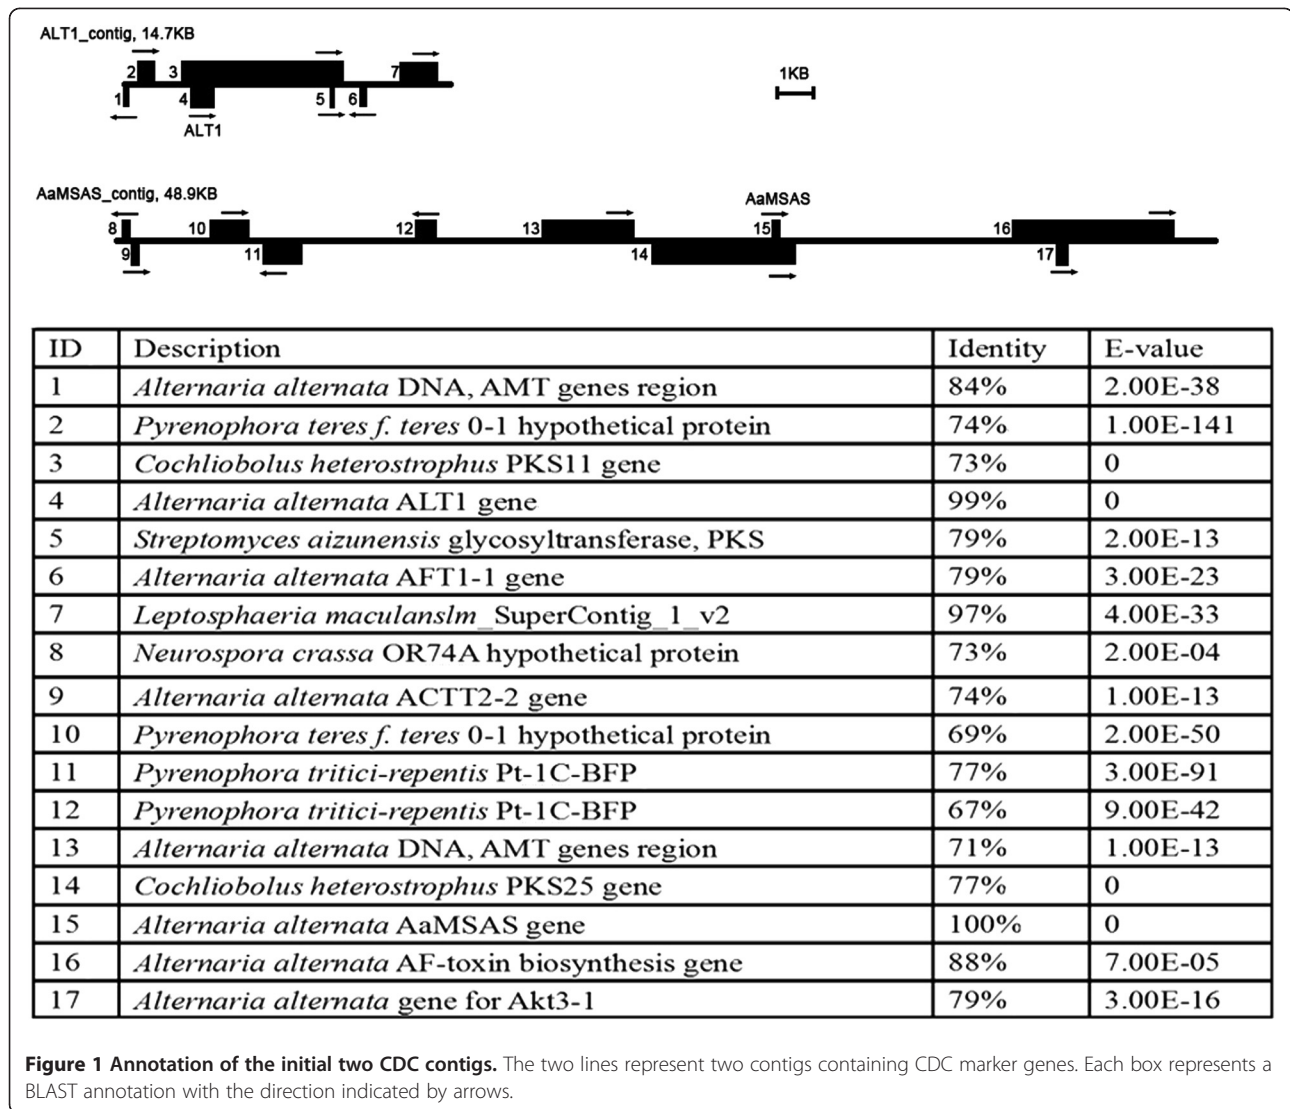 ALT1_contig, 14.7KB
2 3 7
1KB
1 4 5 6
ALT1
AaMSAS_contig, 48.9KB
AaMSAS
8 10 12 13 15 16
9 11 14 17
ID Description Identity E-value
1 Alternaria alternata DNA, AMT genes region 84% 2.00E-38
2 Pyrenophora teres f. teres 0-1 hypothetical protein 74% 1.00E-141
3 Cochliobolus heterostrophus PKS11 gene 73% 0
4 Alternaria alternata ALT1 gene 99% 0
5 Streptomyces aizunensis glycosyltransferase, PKS 79% 2.00E-13
6 Alternaria alternata AFT1-1 gene 79% 3.00E-23
7 Leptosphaeria maculanslm_SuperContig_1_v2 97% 4.00E-33
8 Neurospora crassa OR74A hypothetical protein 73% 2.00E-04
9 Alternaria alternata ACTT2-2 gene 74% 1.00E-13
10 Pyrenophora teres f. teres 0-1 hypothetical protein 69% 2.00E-50
11 Pyrenophora tritici-repentis Pt-1C-BFP 77% 3.00E-91
12 Pyrenophora tritici-repentis Pt-1C-BFP 67% 9.00E-42
13 Alternaria alternata DNA, AMT genes region 71% 1.00E-13
14 Cochliobolus heterostrophus PKS25 gene 77% 0
15 Alternaria alternata AaMSAS gene 100% 0
16 Alternaria alternata AF-toxin biosynthesis gene 88% 7.00E-05
17 Alternaria alternata gene for Akt3-1 79% 3.00E-16
Figure 1 Annotation of the initial two CDC contigs. The two lines represent two contigs containing CDC marker genes. Each box represents a
BLAST annotation with the direction indicated by arrows.